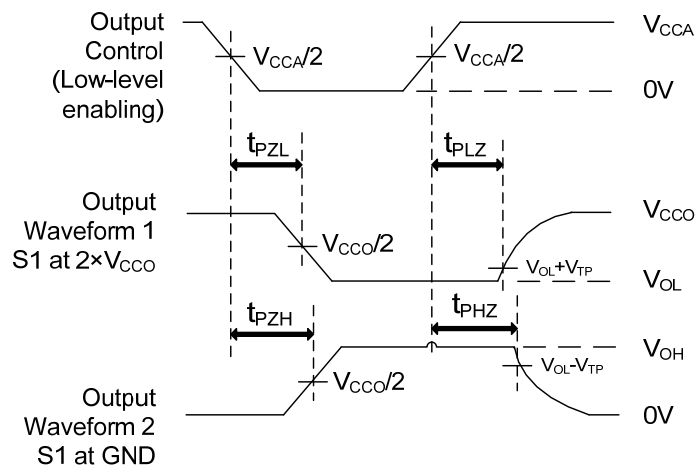 Output
Control
(Low-level
enabling)
VCCA/2
VCCA/2
VCCA
0V
tPZL
tPLZ
Output
Waveform 1
S1 at 2×VCCO
VCCO/2
VCCO
VOL+VTP
VOL
tPZH
tPHZ
VOH
Output
Waveform 2
S1 at GND
VCCO/2
VOL-VTP
0V